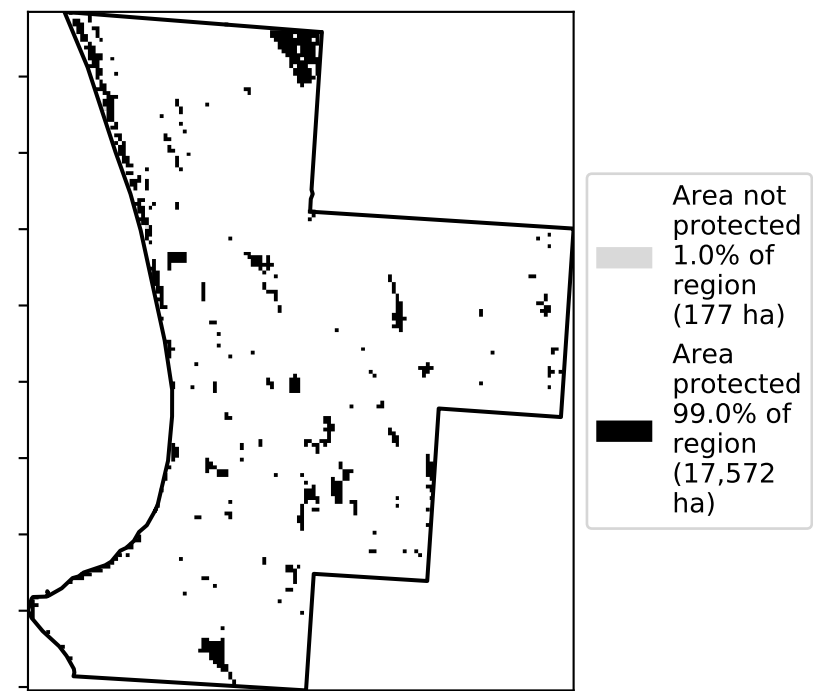 Area not
protected
1.0% of
region
(177 ha)
Area
protected
99.0% of
region
(17,572
ha)